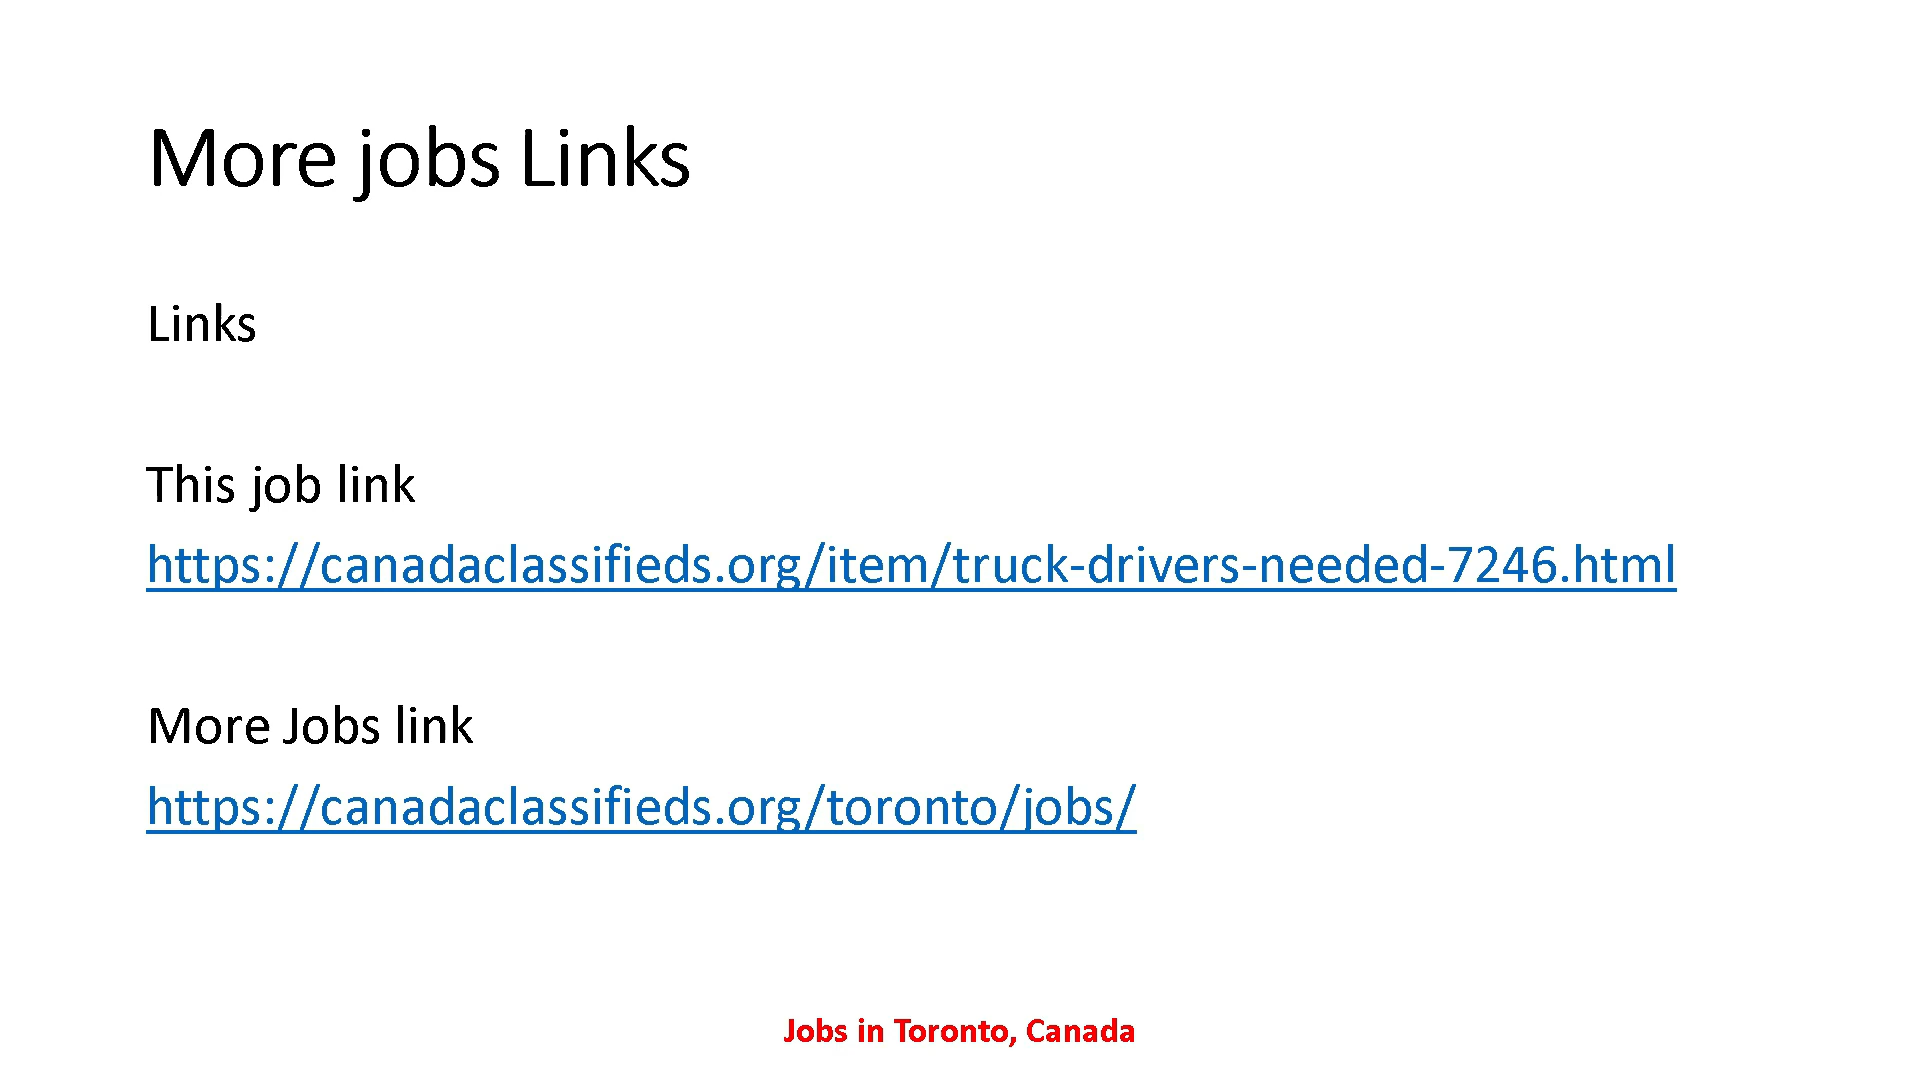 More jobs Links
Links
This job link
https://canadaclassifieds.org/item/truck-drivers-needed-7246.html
More Jobs link
https://canadaclassifieds.org/toronto/jobs/
Jobs in Toronto, Canada